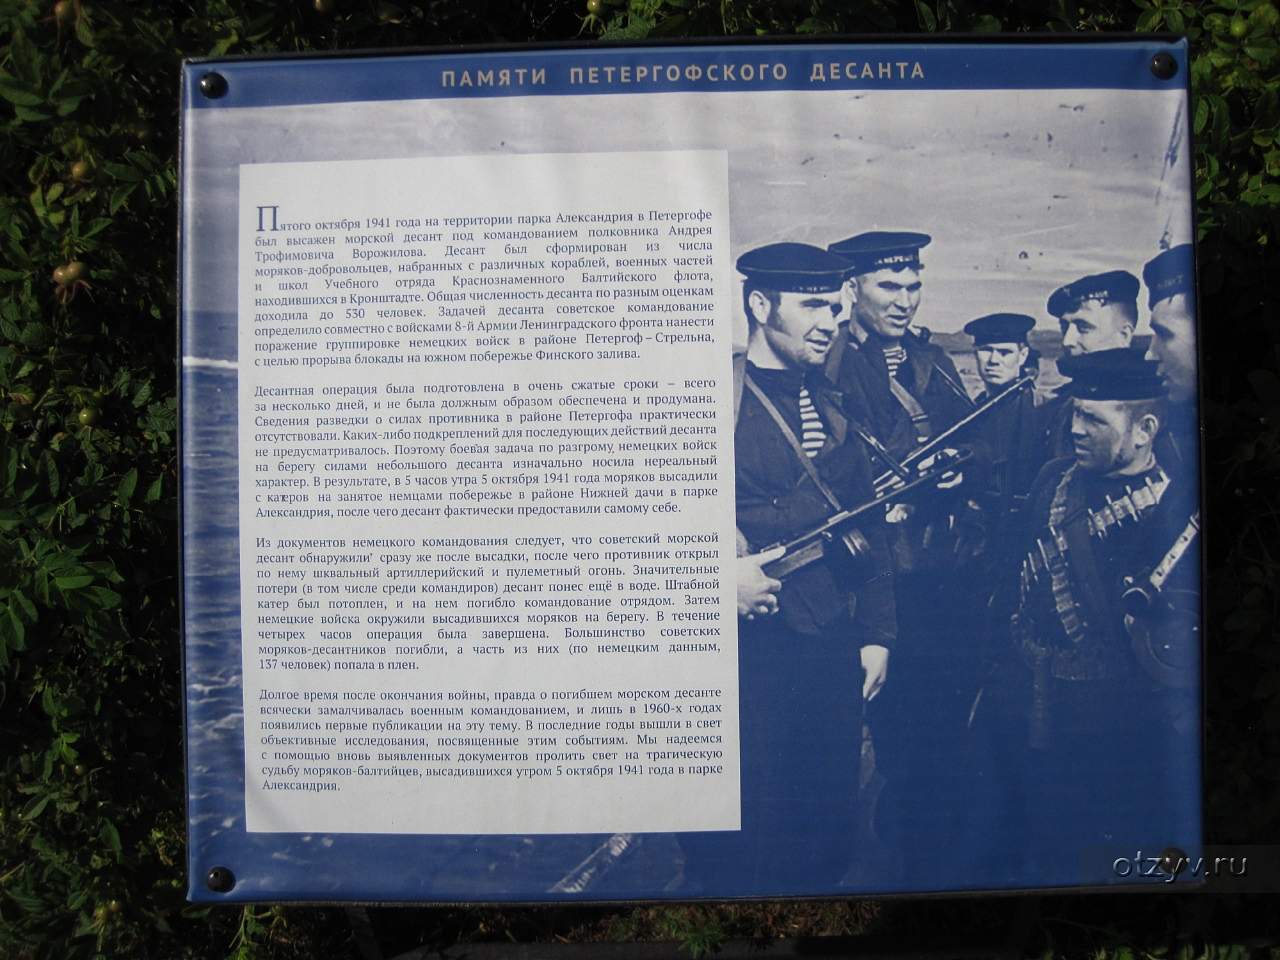 ПАМЯТИ ПЕТЕРГОФСКОГО ДЕСАНТА
Пятого октября 1941 года на территории парка Александрия в Петергофе
был высажен морской десант под командованием полковника Андрея
Трофимовича Ворожилова. Десант был сформирован из числа
моряков-добровольцев, набранных с различных кораблей, военных частей
и школ Учебного отряда Краснознаменного Балтийского флота,
находившихся в Кронштадте. Общая численность десанта по разным оценкам
доходила до 530 человек. Задачей десанта советское командование
определило совместно с войсками 8-й Армии Ленинградского фронта нанести
поражение группировке немецких войск в районе Петергоф – Стрельна,
с целью прорыва блокады на южном побережье Финского залива.
Десантная операция была подготовлена в очень сжатые сроки – всего
за несколько дней, и не была должным образом обеспечена и продумана.
Сведения разведки о силах противника в районе Петергофа практически
отсутствовали. Каких-либо подкреплений для последующих действий десанта
не предусматривалось. Поэтому боевая задача по разгрому немецких войск
на берегу силами небольшого десанта изначально носила нереальный
характер. В результате, в 5 часов утра 5 октября 1941 года моряков высадили
с катеров на занятое немцами побережье в районе Нижней дачи в парке
Александрия, после чего десант фактически предоставили самому себе.
Из документов немецкого командования следует, что советский морской
десант обнаружили сразу же после высадки, после чего противник открыл
по нему шквальный артиллерийский и пулеметный огонь. Значительные
потери (в том числе среди командиров) десант понес ещё в воде. Штабной
катер был потоплен, и на нем погибло командование отрядом. Затем
немецкие войска окружили высадившихся моряков на берегу. В течение
четырех часов операция была завершена. Большинство советских
моряков-десантников погибли, а часть из них (по немецким данным,
137 человек) попала в плен.
Долгое время после окончания войны, правда о погибшем морском десанте
всячески замалчивалась военным командованием, и лишь в 1960-х годах
появились первые публикации на эту тему. В последние годы вышли в свет
объективные исследования, посвященные этим событиям. Мы надеемся
с помощью вновь выявленных документов пролить свет на трагическую
судьбу моряков-балтийцев, высадившихся утром 5 октября 1941 года в парке
Александрия.
otzyv.ru